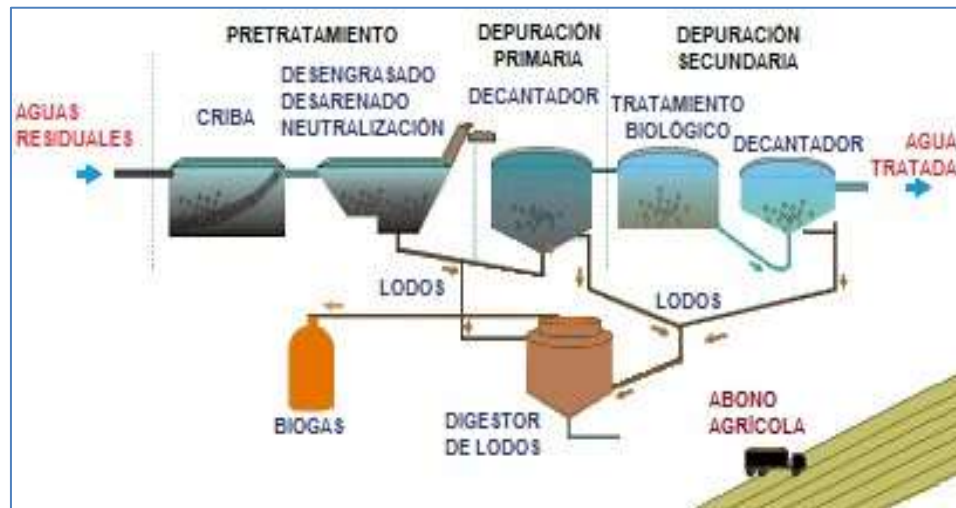 PRETRATAMIENTO
DEPURACIÓN
PRIMARIA
DEPURACIÓN
SECUNDARIA
AGUAS
RESIDUALES
CRIBA
DESENGRASADO
DESARENADO
NEUTRALIZACIÓN
DECANTADOR
TRATAMIENTO
BIOLÓGICO
DECANTADOR
AGUA
TRATADA
LODOS
LODOS
BIOGAS
DIGESTOR
DE LODOS
ABONO
AGRÍCOLA